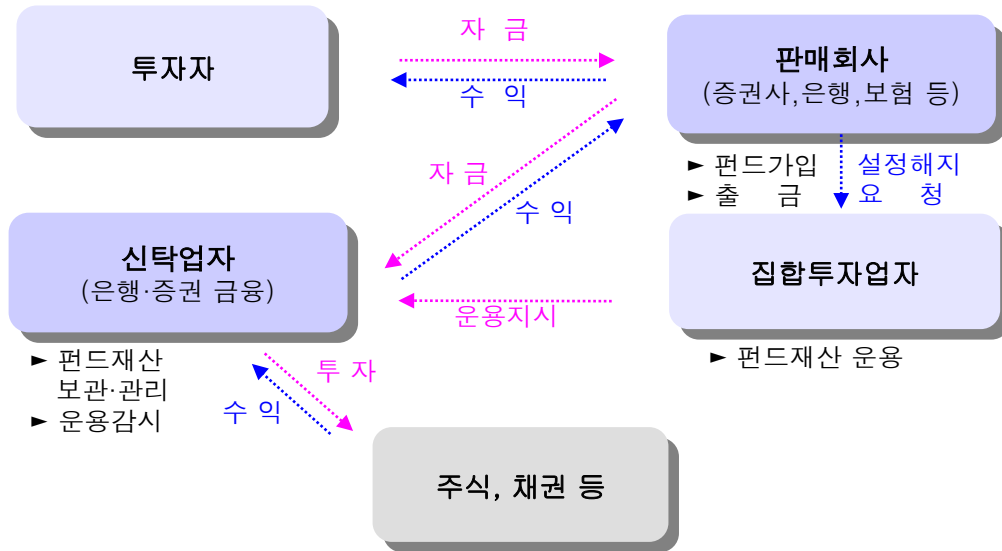 투자자
자 금
수 익
판매회사
(증권사,은행,보험 등)
► 펀드가입
► 출 금
설정해지
요 청
자 금
수 익
신탁업자
(은행·증권 금융)
► 펀드재산
보관·관리
► 운용감시
운용지시
집합투자업자
► 펀드재산 운용
투 자
수 익
주식, 채권 등